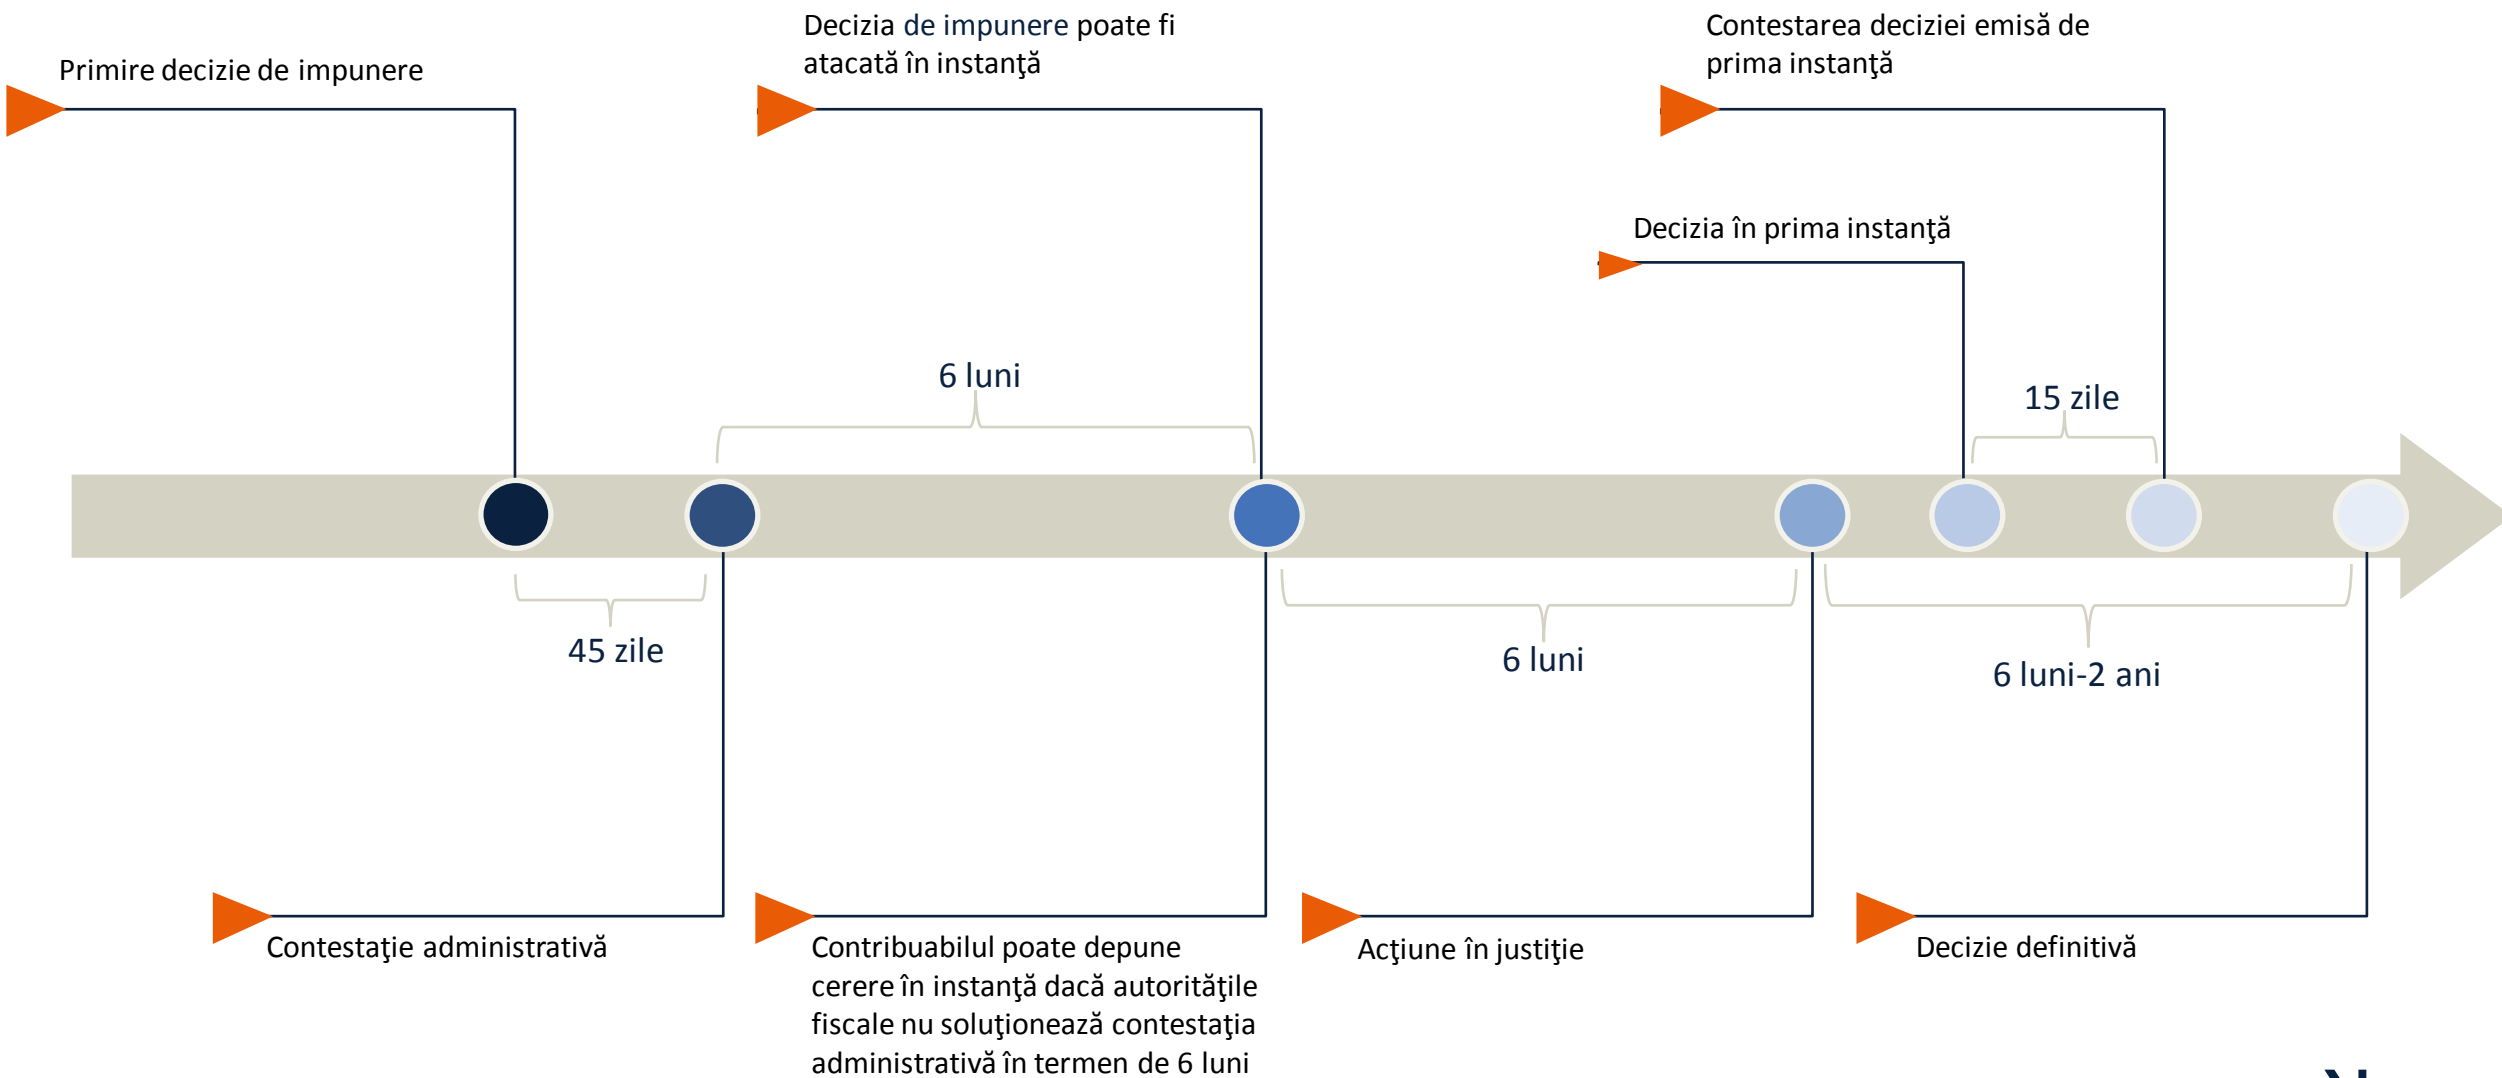 Primire decizie de impunere
Decizia de impunere poate fi
atacată în instanţă
Contestarea deciziei emisă de
prima instanţă
Decizia în prima instanţă
6 luni
15 zile
45 zile
6 luni
6 luni-2 ani
Contestaţie administrativă
Contribuabilul poate depune
cerere în instanţă dacă autorităţile
fiscale nu soluţionează contestaţia
administrativă în termen de 6 luni
Acţiune în justiţie
Decizie definitivă